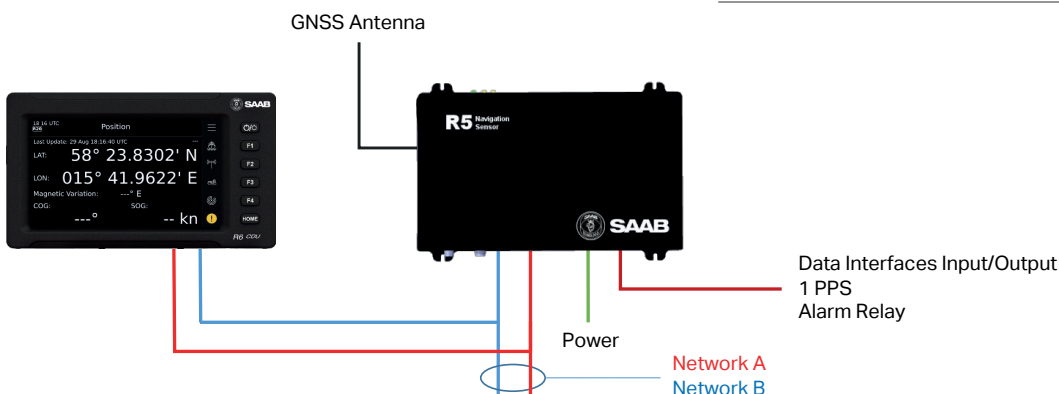 GNSS Antenna
SAAB
18 16 UTC
R26
Position
Last Update: 29 Aug 18:16:40 UTC
LAT: 58° 23.8302' N
LON: 015° 41.9622' E
Magnetic Variation: ---° E
COG: SOG:
---° -- kn
F1
F2
F3
F4
HOME
R6 CDU
R5 Navigation
Sensor
SAAB
Data Interfaces Input/Output
1 PPS
Alarm Relay
Power
Network A
Network B